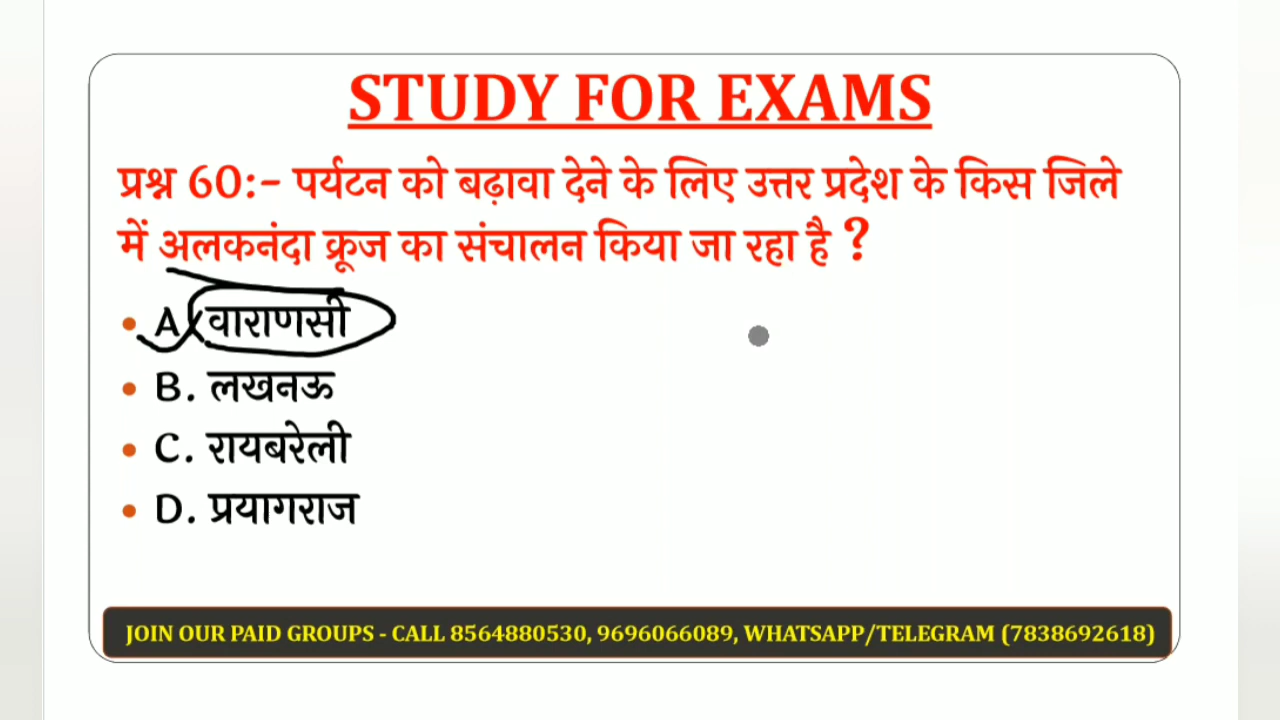 STUDY FOR EXAMS
प्रश्न 60:- पर्यटन को बढ़ावा देने के लिए उत्तर प्रदेश के किस जिले
में अलकनंदा क्रूज का संचालन किया जा रहा है ?
• A वाराणसी
• B. लखनऊ
• C. रायबरेली
• D. प्रयागराज
JOIN OUR PAID GROUPS - CALL 8564880530, 9696066089, WHATSAPP/TELEGRAM (7838692618)